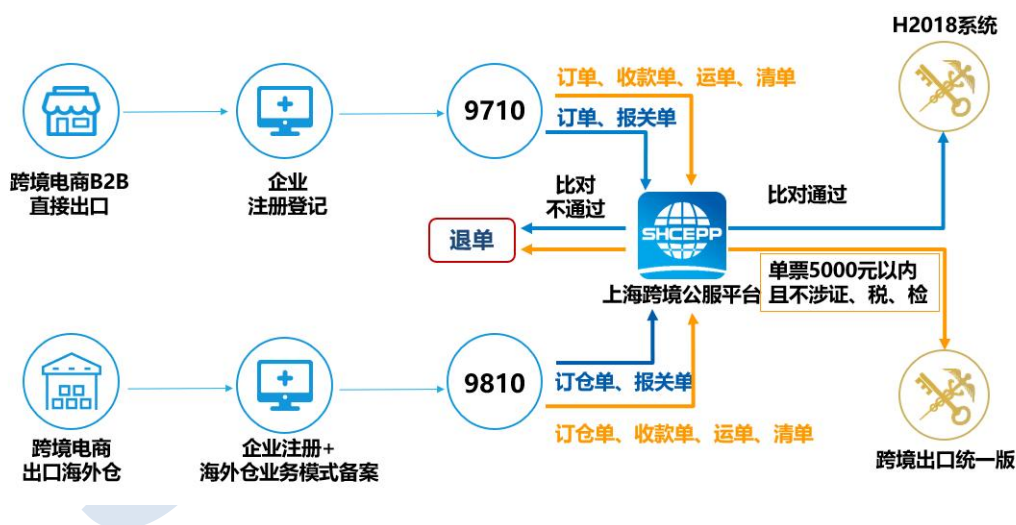 H2018系统
订单、收款单、运单、清单
9710
订单、报关单
跨境电商B2B
直接出口
企业
注册登记
比对
不通过
比对通过
退单
SHCEPP
单票5000元以内
且不涉证、税、检
上海跨境公服平台
9810
订仓单、报关单
订仓单、收款单、运单、清单
跨境电商
出口海外仓
企业注册+
海外仓业务模式备案
跨境出口统一版